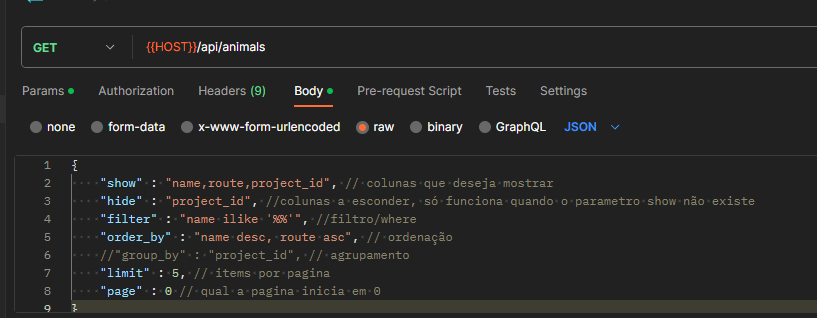 GET {{HOST}}/api/animals
Params Authorization Headers (9) Body Pre-request Script Tests Settings
none form-data x-www-form-urlencoded raw binary GraphQL JSON
1 {
2 "show" : "name,route,project_id", // colunas que deseja mostrar
3 "hide" : "project_id", //colunas a esconder, só funciona quando o parametro show não existe
4 "filter" : "name ilike '%%'", //filtro/where
5 "order_by" : "name desc, route asc", // ordenação
6 //"group_by" : "project_id", // agrupamento
7 "limit" : 5, // items por pagina
8 "page" : 0 // qual a pagina inicia em 0
9 }